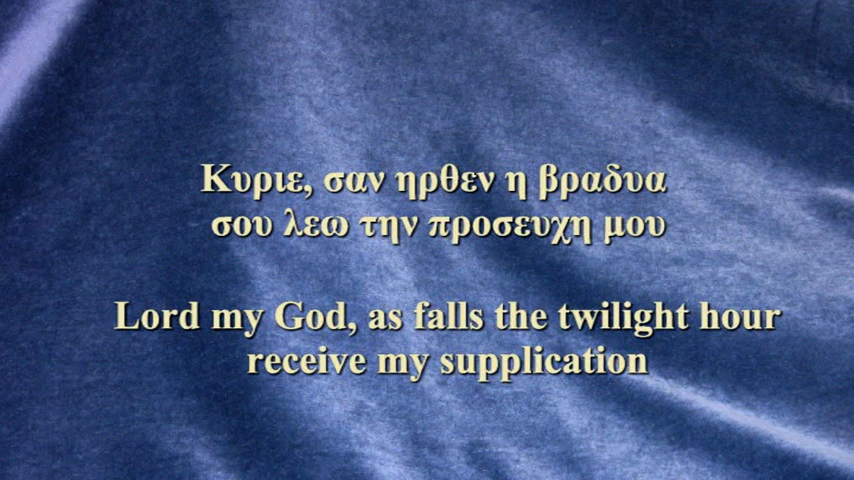 Κυριε, σαν ηρθεν η βραδυα
σου λεω την προσευχη μου
Lord my God, as falls the twilight hour
receive my supplication